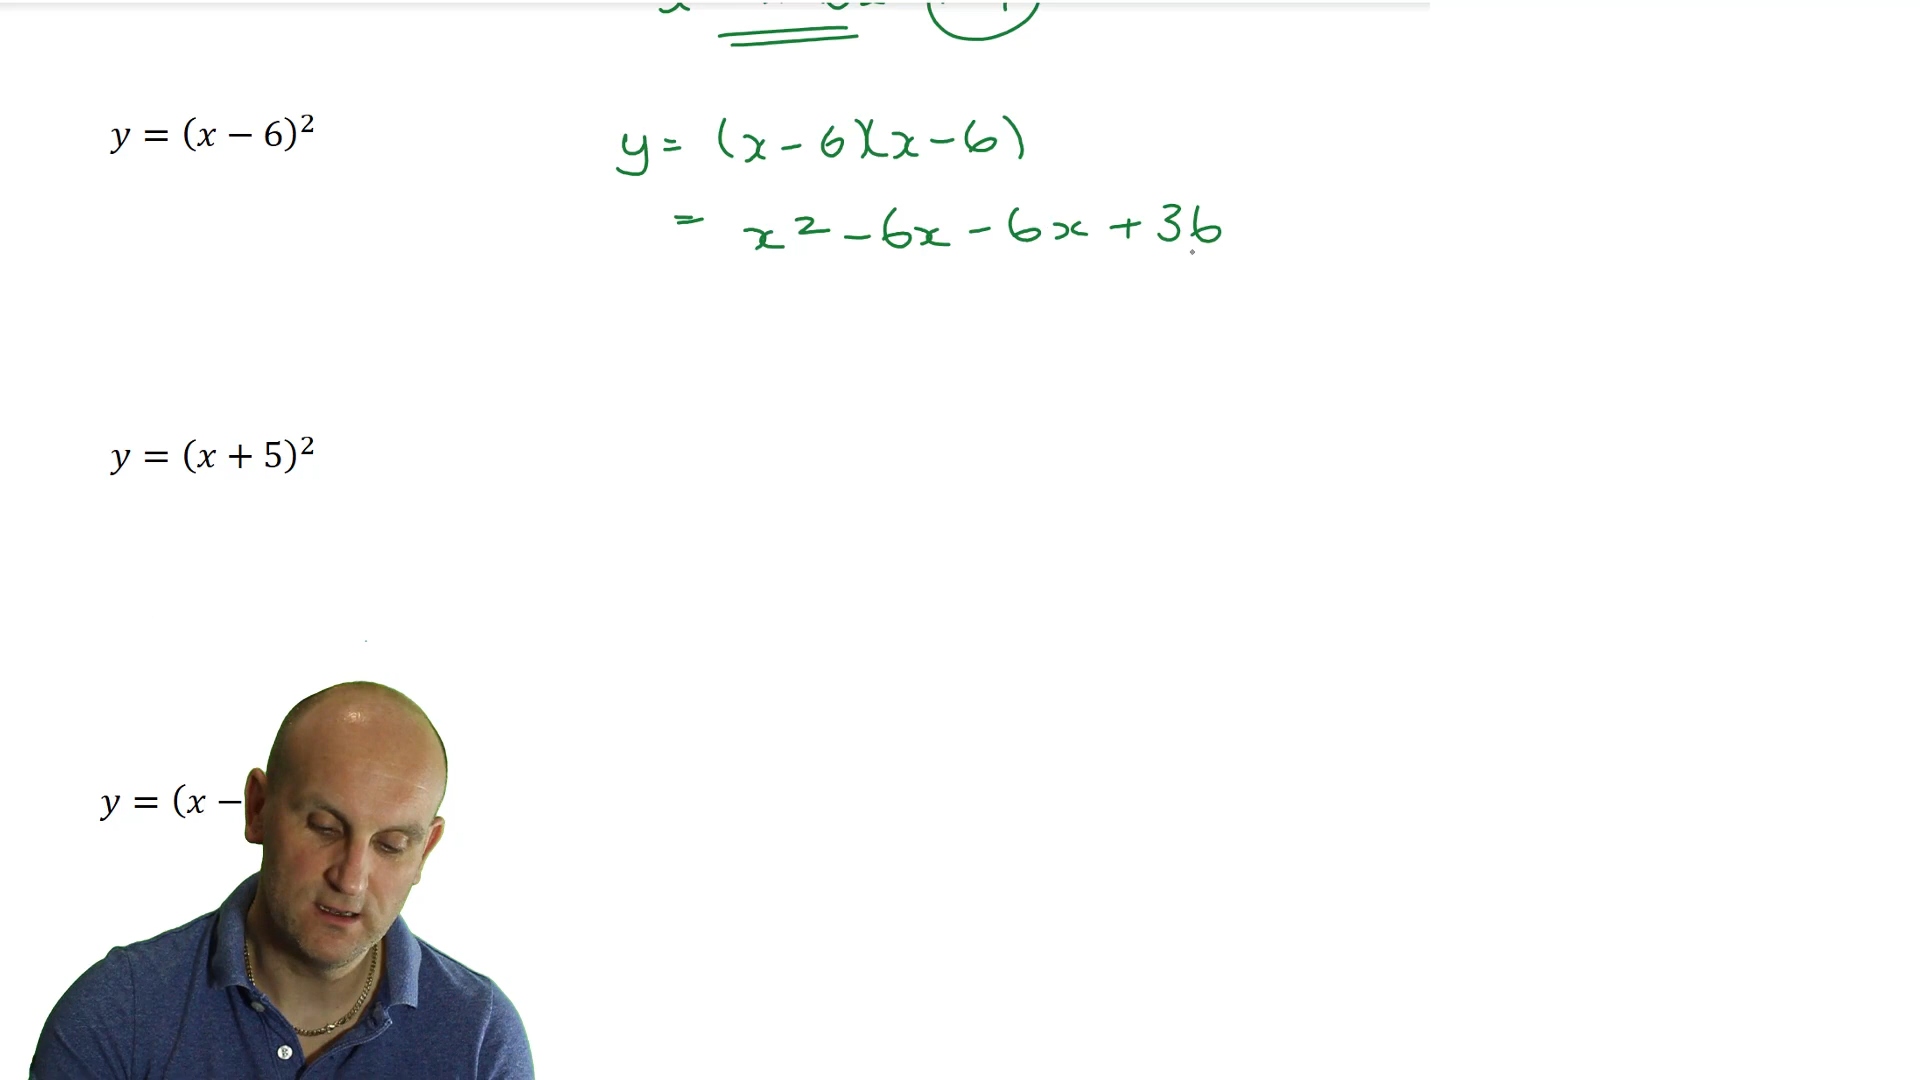 y = (x − 6)²
y = (x - 6)(x - 6)
= x² - 6x - 6x + 36
y = (x + 5)²
y = (x −